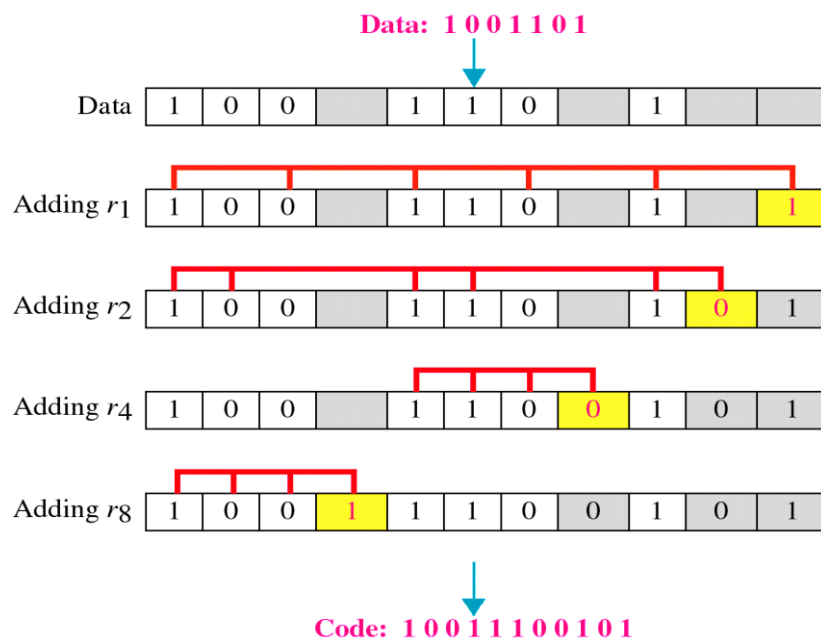 Data: 1 0 0 1 1 0 1
Data 1 0 0 1 1 0 1
Adding r1 1 0 0 1 1 0 1 1
Adding r2 1 0 0 1 1 0 1 0 1
Adding r4 1 0 0 1 1 0 0 1 0 1
Adding r8 1 0 0 1 1 1 0 0 1 0 1
Code: 1 0 0 1 1 1 0 0 1 0 1